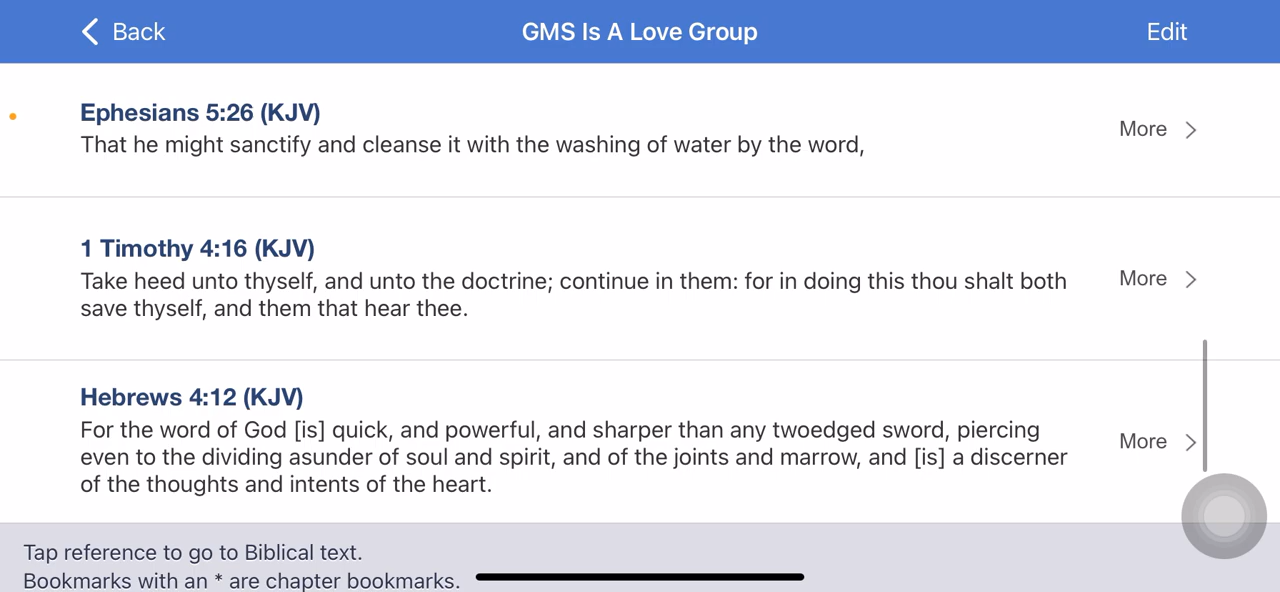 Back
GMS Is A Love Group
Edit
Ephesians 5:26 (KJV)
That he might sanctify and cleanse it with the washing of water by the word,
More
1 Timothy 4:16 (KJV)
Take heed unto thyself, and unto the doctrine; continue in them: for in doing this thou shalt both
save thyself, and them that hear thee.
More
Hebrews 4:12 (KJV)
For the word of God [is] quick, and powerful, and sharper than any twoedged sword, piercing
even to the dividing asunder of soul and spirit, and of the joints and marrow, and [is] a discerner
of the thoughts and intents of the heart.
More
Tap reference to go to Biblical text.
Bookmarks with an * are chapter bookmarks.